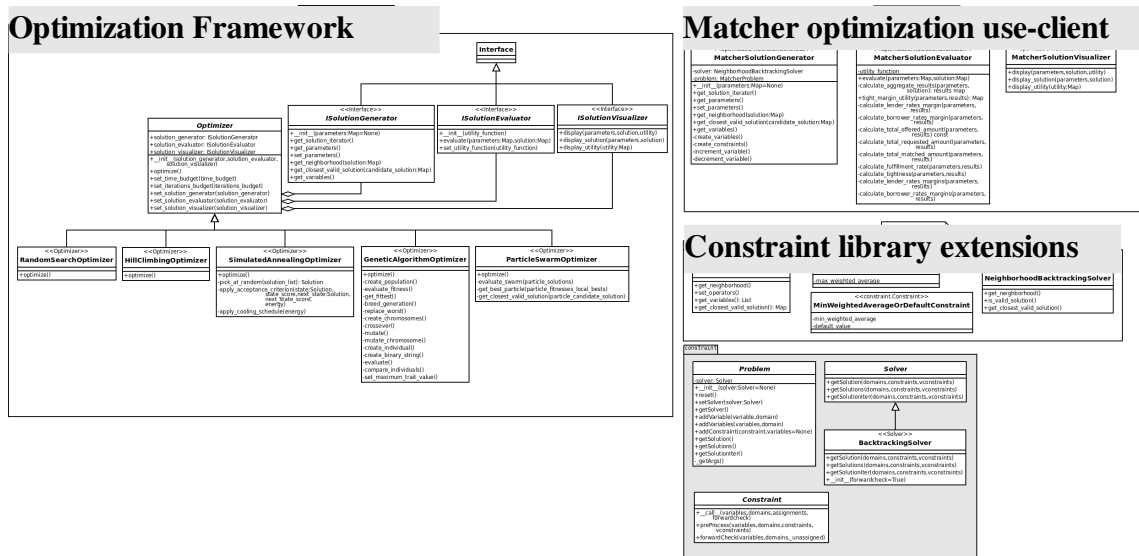 Optimization Framework
Interface
<<Interface>>
ISolutionGenerator
+__init__(parameters:Map=None)
+get_solution_iterator()
+get_parameters()
+set_parameters()
+get_neighborhood(solution:Map)
+get_closest_valid_solution(candidate_solution:Map)
+get_variables()
<<Interface>>
ISolutionEvaluator
+__init__(utility_function)
+evaluate(parameters:Map,solution:Map)
+set_utility_function(utility_function)
<<Interface>>
ISolutionVisualizer
+display(parameters,solution,utility)
+display_solution(parameters,solution)
+display_utility(utility:Map)
Optimizer
+solution_generator: ISolutionGenerator
+solution_evaluator: ISolutionEvaluator
+solution_visualizer: ISolutionVisualizer
+__init__(solution_generator,solution_evaluator,
solution_visualizer)
+optimize()
+set_time_budget(time_budget)
+set_iterations_budget(iterations_budget)
+set_solution_generator(solution_generator)
+set_solution_evaluator(solution_evaluator)
+set_solution_visualizer(solution_visualizer)
<<Optimizer>>
RandomSearchOptimizer
+optimize()
<<Optimizer>>
HillClimbingOptimizer
+optimize()
<<Optimizer>>
SimulatedAnnealingOptimizer
+optimize()
-pick_at_random(solution_list): Solution
-apply_acceptance_criterion(state:Solution,
state_score,next_state:Solution,
next_state_score,
energy)
-apply_cooling_schedule(energy)
<<Optimizer>>
GeneticAlgorithmOptimizer
+optimize()
-create_population()
-evaluate_fitness()
-get_fittest()
-breed_generation()
-replace_worst()
-create_chromosomes()
-crossover()
-mutate()
-mutate_chromosome()
-create_individual()
-create_binary_string()
-evaluate()
-compare_individuals()
-set_maximum_trait_value()
<<Optimizer>>
ParticleSwarmOptimizer
+optimize()
-evaluate_swarm(particle_solutions)
-get_best_particle(particle_fitnesses_local_bests)
-get_closest_valid_solution(particle_candidate_solution)
Matcher optimization use-client
MatcherSolutionGenerator
-solver: NeighborhoodBacktrackingSolver
-problem: MatcherProblem
+__init__(parameters:Map=None)
+get_solution_iterator()
+get_parameters()
+set_parameters()
+get_neighborhood(solution:Map)
+get_closest_valid_solution(candidate_solution:Map)
+get_variables()
-create_variables()
-create_constraints()
-increment_variable()
-decrement_variable()
MatcherSolutionEvaluator
-utility_function
+evaluate(parameters:Map,solution:Map)
-calculate_aggregate_results(parameters,
solution): results map
+tight_margin_utility(parameters,results): Map
-calculate_lender_rates_margin(parameters,
results)
-calculate_borrower_rates_margin(parameters,
results)
-calculate_total_offered_amount(parameters,
results) const
-calculate_total_requested_amount(parameters,
results)
-calculate_total_matched_amount(parameters,
results)
-calculate_fulfillment_rate(parameters,results)
-calculate_tightness(parameters,results)
-calculate_lender_rates_margin(parameters,
results)
-calculate_borrower_rates_margin(parameters,
results)
MatcherSolutionVisualizer
+display(parameters,solution,utility)
+display_solution(parameters,solution)
+display_utility(utility:Map)
Constraint library extensions
+get_neighborhood()
+set_operators()
+get_variables(): List
+get_closest_valid_solution(): Map
-max_weighted_average
<<constraint.Constraint>>
MinWeightedAverageOrDefaultConstraint
-min_weighted_average
-default_value
NeighborhoodBacktrackingSolver
+get_neighborhood()
+is_valid_solution()
+get_closest_valid_solution()
constraint
Problem
-solver: Solver
+__init__(solver:Solver=None)
+reset()
+setSolver(solver:Solver)
+getSolver()
+addVariable(variable,domain)
+addVariables(variables,domain)
+addConstraint(constraint,variables=None)
+getSolution()
+getSolutions()
+getSolutionIter()
-_getArgs()
Solver
+getSolution(domains,constraints,vconstraints)
+getSolutions(domains,constraints,vconstraints)
+getSolutionIter(domains,constraints,vconstraints)
<<Solver>>
BacktrackingSolver
+getSolution(domains,constraints,vconstraints)
+getSolutions(domains,constraints,vconstraints)
+getSolutionIter(domains,constraints,vconstraints)
+__init__(forwardcheck=True)
Constraint
+__call__(variables,domains,assignments,
forwardcheck)
+preProcess(variables,domains,constraints,
vconstraints)
+forwardCheck(variables,domains,_unassigned)